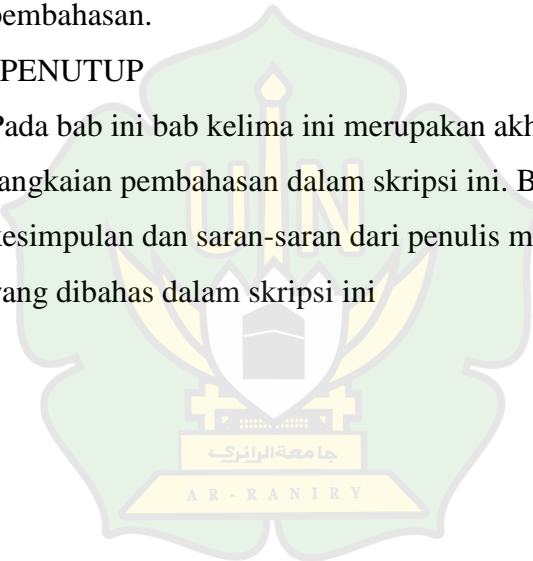 pembahasan.
PENUTUP
Pada bab ini bab kelima ini merupakan akh
rangkaian pembahasan dalam skripsi ini. B
kesimpulan dan saran-saran dari penulis m
yang dibahas dalam skripsi ini
UIN
جامعة الرانري
AR-RANIRY